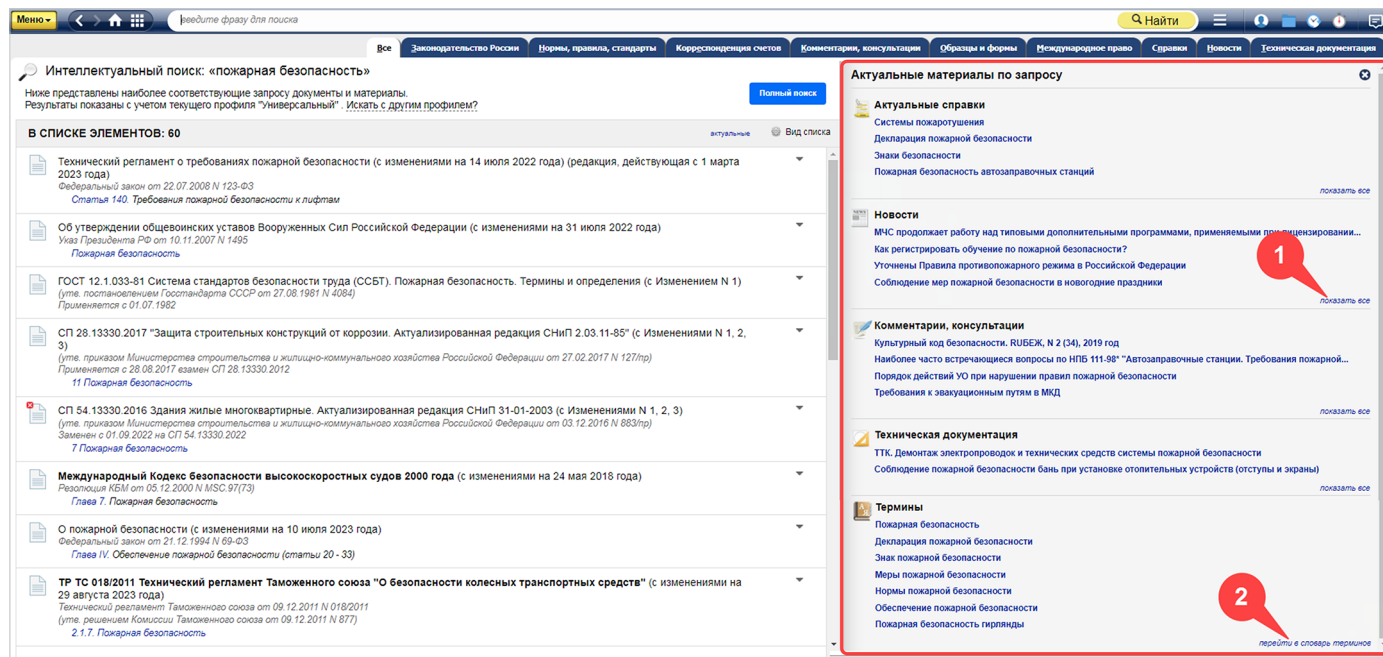 Меню
введите фразу для поиска
Найти
Все
Законодательство России
Нормы, правила, стандарты
Корреспонденция счетов
Комментарии, консультации
Образцы и формы
Международное право
Справки
Новости
Техническая документация
Интеллектуальный поиск: «пожарная безопасность»
Ниже представлены наиболее соответствующие запросу документы и материалы.
Результаты показаны с учетом текущего профиля "Универсальный" . Искать с другим профилем?
Полный поиск
В СПИСКЕ ЭЛЕМЕНТОВ: 60
актуальные
Вид списка
Технический регламент о требованиях пожарной безопасности (с изменениями на 14 июля 2022 года) (редакция, действующая с 1 марта
2023 года)
Федеральный закон от 22.07.2008 N 123-ФЗ
Статья 140. Требования пожарной безопасности к лифтам
Об утверждении общевоинских уставов Вооруженных Сил Российской Федерации (с изменениями на 31 июля 2022 года)
Указ Президента РФ от 10.11.2007 N 1495
Пожарная безопасность
ГОСТ 12.1.033-81 Система стандартов безопасности труда (ССБТ). Пожарная безопасность. Термины и определения (с Изменением N 1)
(утв. постановлением Госстандарта СССР от 27.08.1981 N 4084)
Применяется с 01.07.1982
СП 28.13330.2017 "Защита строительных конструкций от коррозии. Актуализированная редакция СНиП 2.03.11-85" (с Изменениями N 1, 2,
3)
(утв. приказом Министерства строительства и жилищно-коммунального хозяйства Российской Федерации от 27.02.2017 N 127/пр)
Применяется с 28.08.2017 взамен СП 28.13330.2012
11 Пожарная безопасность
СП 54.13330.2016 Здания жилые многоквартирные. Актуализированная редакция СНиП 31-01-2003 (с Изменениями N 1, 2, 3)
(утв. приказом Министерства строительства и жилищно-коммунального хозяйства Российской Федерации от 03.12.2016 N 883/пр)
Заменен с 01.09.2022 на СП 54.13330.2022
7 Пожарная безопасность
Международный Кодекс безопасности высокоскоростных судов 2000 года (с изменениями на 24 мая 2018 года)
Резолюция КБМ от 05.12.2000 N MSC.97(73)
Глава 7. Пожарная безопасность
О пожарной безопасности (с изменениями на 10 июля 2023 года)
Федеральный закон от 21.12.1994 N 69-ФЗ
Глава IV. Обеспечение пожарной безопасности (статьи 20 - 33)
ТР ТС 018/2011 Технический регламент Таможенного союза "О безопасности колесных транспортных средств" (с изменениями на
29 августа 2023 года)
Технический регламент Таможенного союза от 09.12.2011 N 018/2011
(утв. решением Комиссии Таможенного союза от 09.12.2011 N 877)
2.1.7. Пожарная безопасность
Актуальные материалы по запросу
Актуальные справки
Системы пожаротушения
Декларация пожарной безопасности
Знаки безопасности
Пожарная безопасность автозаправочных станций
показать все
Новости
МЧС продолжает работу над типовыми дополнительными программами, применяемыми при лицензировании...
Как регистрировать обучение по пожарной безопасности?
Уточнены Правила противопожарного режима в Российской Федерации
Соблюдение мер пожарной безопасности в новогодние праздники
1
показать все
Комментарии, консультации
Культурный код безопасности. RUБЕЖ, N 2 (34), 2019 год
Наиболее часто встречающиеся вопросы по НПБ 111-98* "Автозаправочные станции. Требования пожарной...
Порядок действий УО при нарушении правил пожарной безопасности
Требования к эвакуационным путям в МКД
показать все
Техническая документация
ТТК. Демонтаж электропроводок и технических средств системы пожарной безопасности
Соблюдение пожарной безопасности бань при установке отопительных устройств (отступы и экраны)
показать все
Термины
Пожарная безопасность
Декларация пожарной безопасности
Знак пожарной безопасности
Меры пожарной безопасности
Нормы пожарной безопасности
Обеспечение пожарной безопасности
Пожарная безопасность гирлянды
2
перейти в словарь терминов